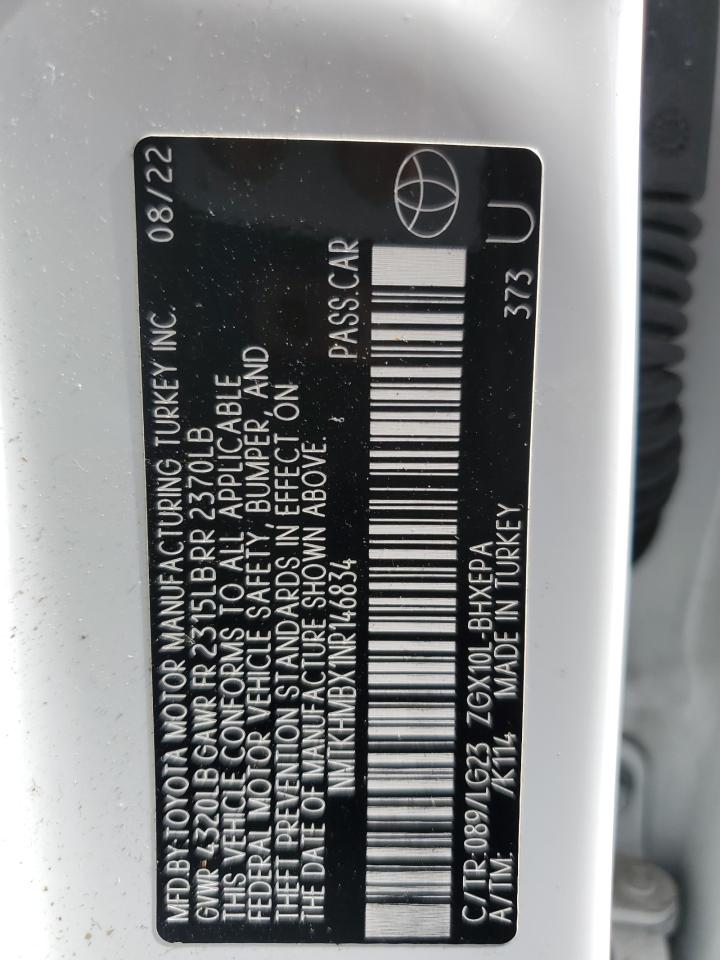 MFD.BY:TOYOTA MOTOR MANUFACTURING TURKEY INC. 08/22
GVWR 4320LB GAWR FR 2315LB RR 2370LB
THIS VEHICLE CONFORMS TO ALL APPLICABLE
FEDERAL MOTOR VEHICLE SAFETY, BUMPER, AND
THEFT PREVENTION STANDARDS IN EFFECT ON
THE DATE OF MANUFACTURE SHOWN ABOVE.
NMTKHMBX1NR146834 PASS.CAR
C/TR:089/LG23 ZGX10L-BHXEPA 373
A/TM: /K114 MADE IN TURKEY U